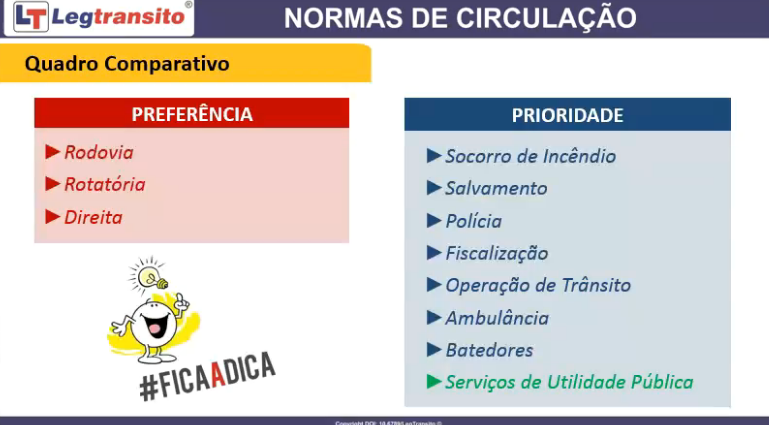 LT Legtransito®
NORMAS DE CIRCULAÇÃO
Quadro Comparativo
PREFERÊNCIA
►Rodovia
►Rotatória
►Direita
#FICAADICA
PRIORIDADE
►Socorro de Incêndio
►Salvamento
►Polícia
►Fiscalização
►Operação de Trânsito
►Ambulância
►Batedores
►Serviços de Utilidade Pública